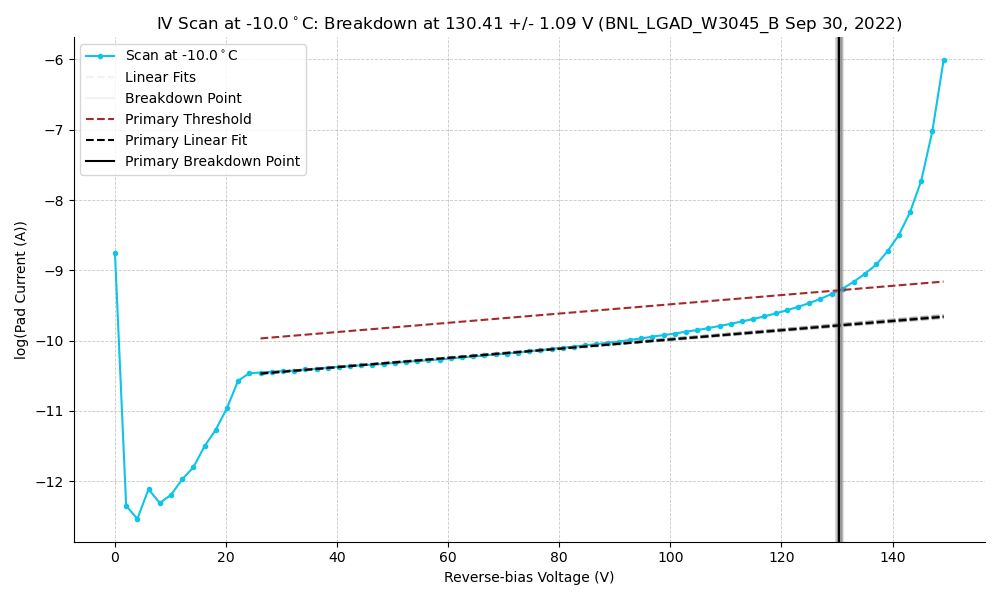 IV Scan at -10.0°C: Breakdown at 130.41 +/- 1.09 V (BNL_LGAD_W3045_B Sep 30, 2022)
Scan at -10.0°C
Linear Fits
Breakdown Point
Primary Threshold
Primary Linear Fit
Primary Breakdown Point
log(Pad Current (A))
−6
−7
−8
−9
−10
−11
−12
0 20 40 60 80 100 120 140
Reverse-bias Voltage (V)